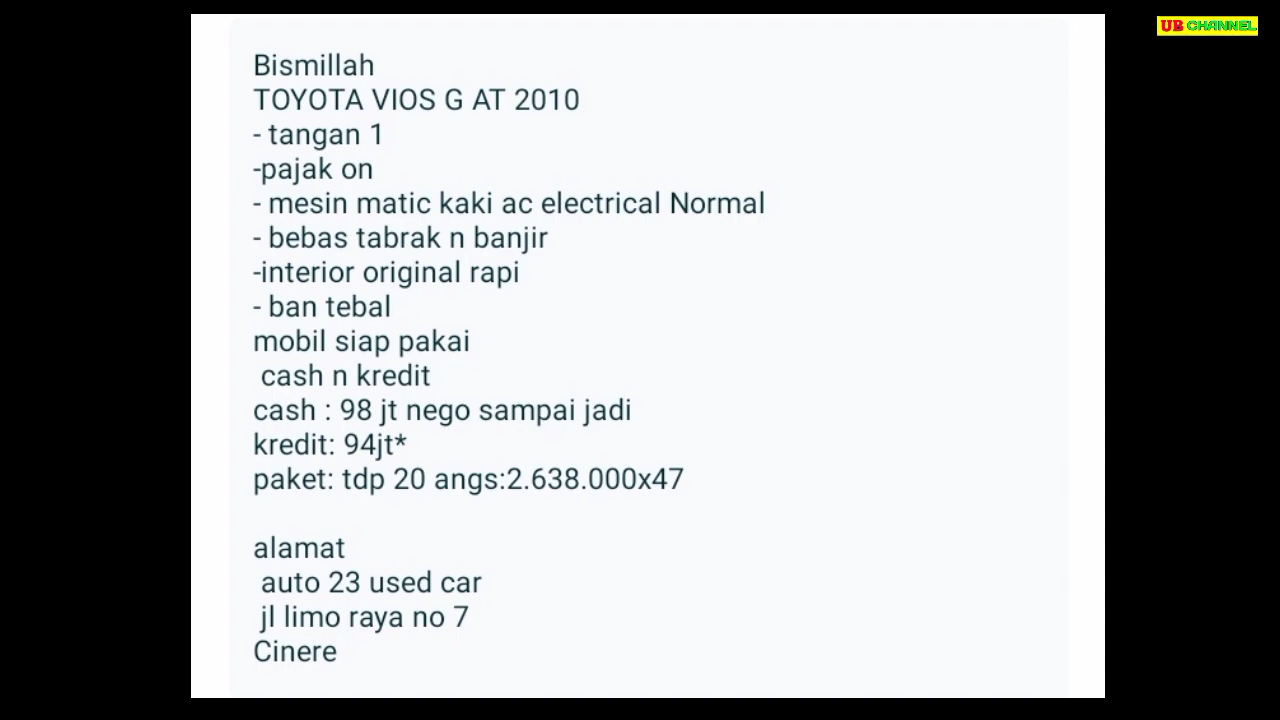 UB CHANNEL
Bismillah
TOYOTA VIOS G AT 2010
- tangan 1
-pajak on
- mesin matic kaki ac electrical Normal
- bebas tabrak n banjir
-interior original rapi
- ban tebal
mobil siap pakai
cash n kredit
cash : 98 jt nego sampai jadi
kredit: 94jt*
paket: tdp 20 angs:2.638.000x47
alamat
auto 23 used car
jl limo raya no 7
Cinere